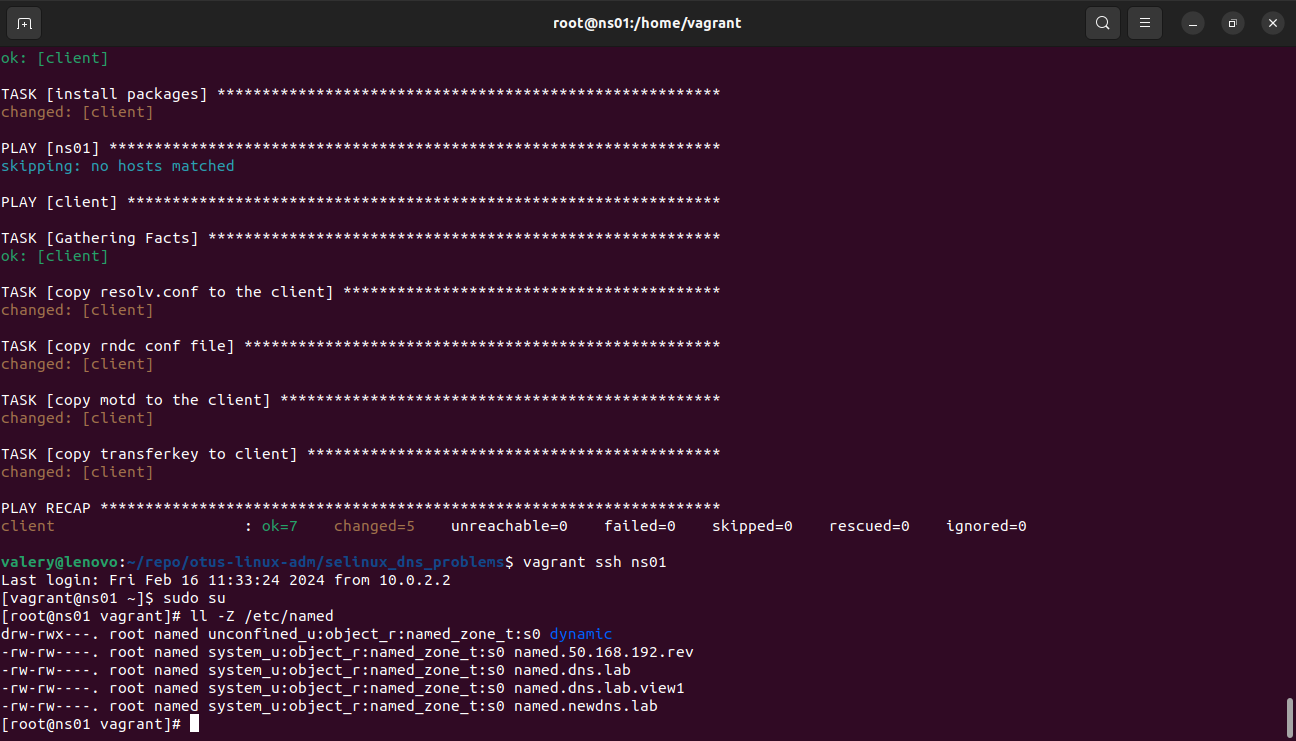 root@ns01:/home/vagrant
ok: [client]
TASK [install packages] ********************************************************
changed: [client]
PLAY [ns01] ********************************************************************
skipping: no hosts matched
PLAY [client] ******************************************************************
TASK [Gathering Facts] *********************************************************
ok: [client]
TASK [copy resolv.conf to the client] ******************************************
changed: [client]
TASK [copy rndc conf file] *****************************************************
changed: [client]
TASK [copy motd to the client] *************************************************
changed: [client]
TASK [copy transferkey to client] **********************************************
changed: [client]
PLAY RECAP *********************************************************************
client                     : ok=7    changed=5    unreachable=0    failed=0    skipped=0    rescued=0    ignored=0
valery@lenovo:~/repo/otus-linux-adm/selinux_dns_problems$ vagrant ssh ns01
Last login: Fri Feb 16 11:33:24 2024 from 10.0.2.2
[vagrant@ns01 ~]$ sudo su
[root@ns01 vagrant]# ll -Z /etc/named
drw-rwx---. root named unconfined_u:object_r:named_zone_t:s0 dynamic
-rw-rw----. root named system_u:object_r:named_zone_t:s0 named.50.168.192.rev
-rw-rw----. root named system_u:object_r:named_zone_t:s0 named.dns.lab
-rw-rw----. root named system_u:object_r:named_zone_t:s0 named.dns.lab.view1
-rw-rw----. root named system_u:object_r:named_zone_t:s0 named.newdns.lab
[root@ns01 vagrant]#